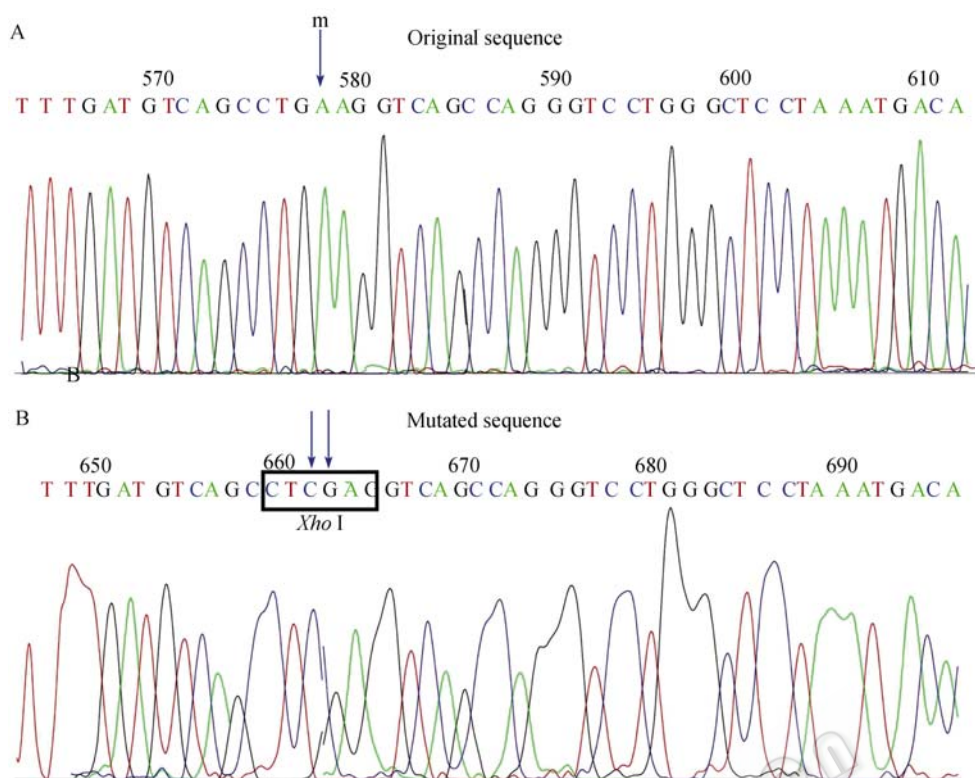 A
m
Original sequence
570 580 590 600 610
T T T G A T G T C A G C C T G A A G G T C A G C C A G G G T C C T G G G C T C C T A A A T G A C A
B
B
Mutated sequence
650 660 670 680 690
T T T G A T G T C A G C C T C G A G G T C A G C C A G G G T C C T G G G C T C C T A A A T G A C A
Xho I